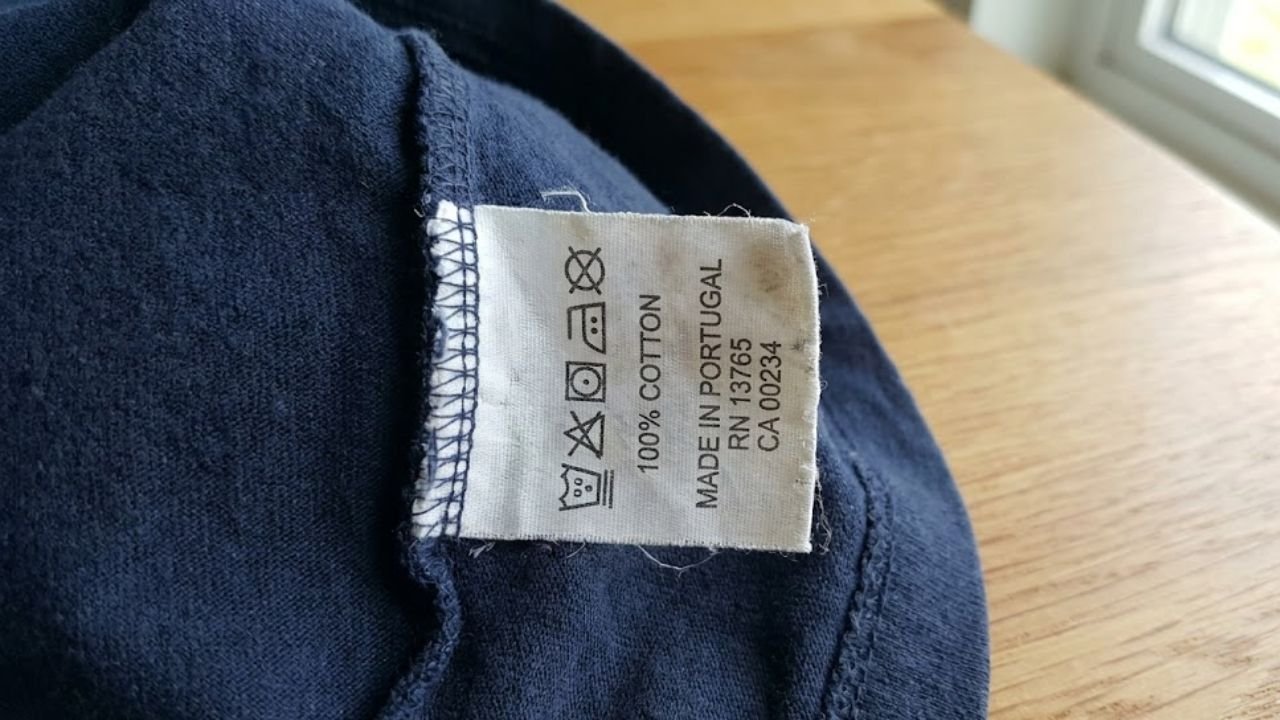 100% COTTON
MADE IN PORTUGAL
RN 13765
CA 00234